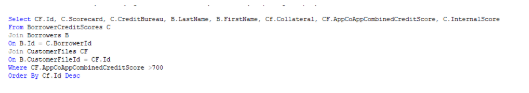 Select CF.Id, C.Scorecard, C.CreditBureau, B.LastName, B.FirstName, Cf.Collateral, CF.AppCoAppCombinedCreditScore, C.InternalScore
From BorrowerCreditScores C
Join Borrowers B
On B.Id = C.BorrowerId
Join CustomerFiles CF
On B.CustomerFileId = CF.Id
Where CF.AppCoAppCombinedCreditScore >700
Order By Cf.Id Desc